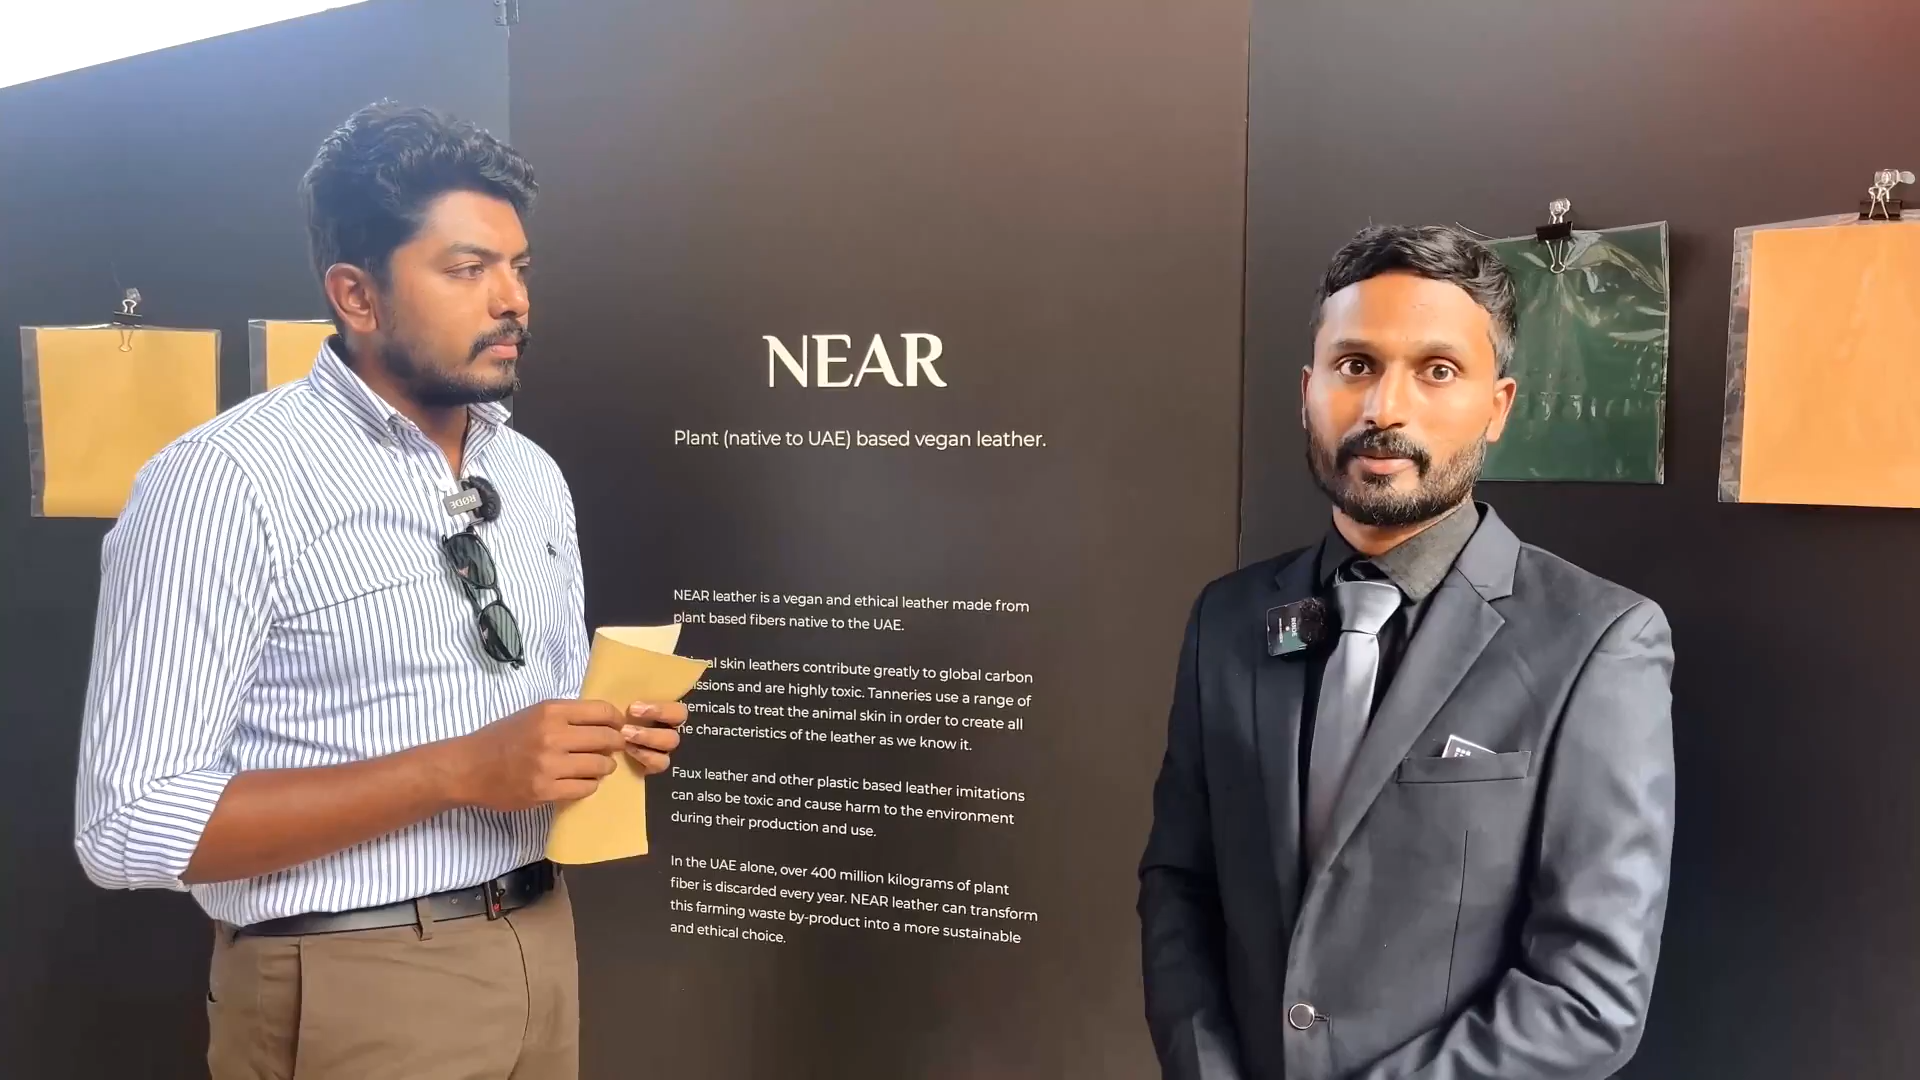 NEAR
Plant (native to UAE) based vegan leather.
NEAR leather is a vegan and ethical leather made from
plant based fibers native to the UAE.
skin leathers contribute greatly to global carbon
and are highly toxic. Tanneries use a range of
chemicals to treat the animal skin in order to create all
the characteristics of the leather as we know it.
Faux leather and other plastic based leather imitations
can also be toxic and cause harm to the environment
during their production and use.
In the UAE alone, over 400 million kilograms of plant
fiber is discarded every year. NEAR leather can transform
this farming waste by-product into a more sustainable
and ethical choice.
RØDE
RØDE